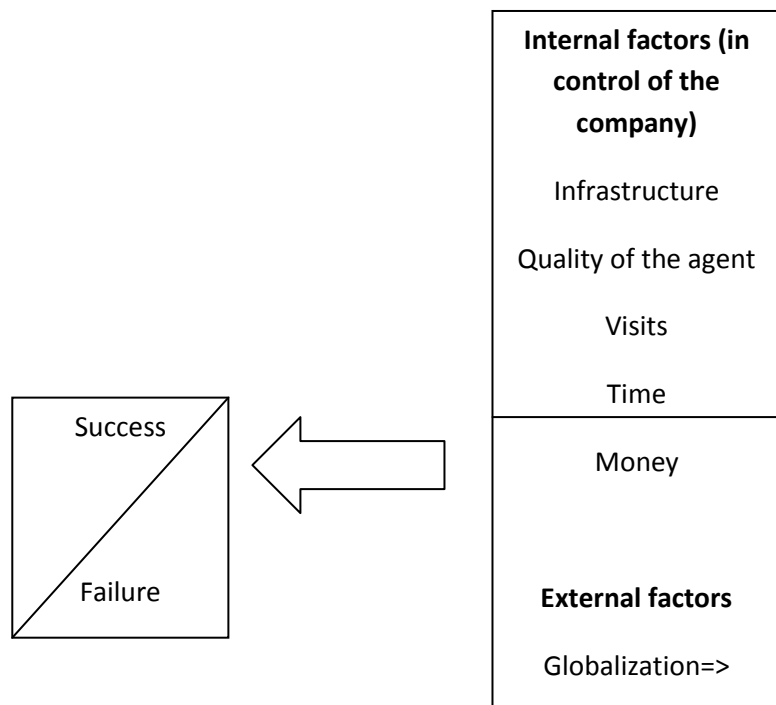 Internal factors (in
control of the
company)
Infrastructure
Quality of the agent
Visits
Time
Money
External factors
Globalization=>
Success
Failure